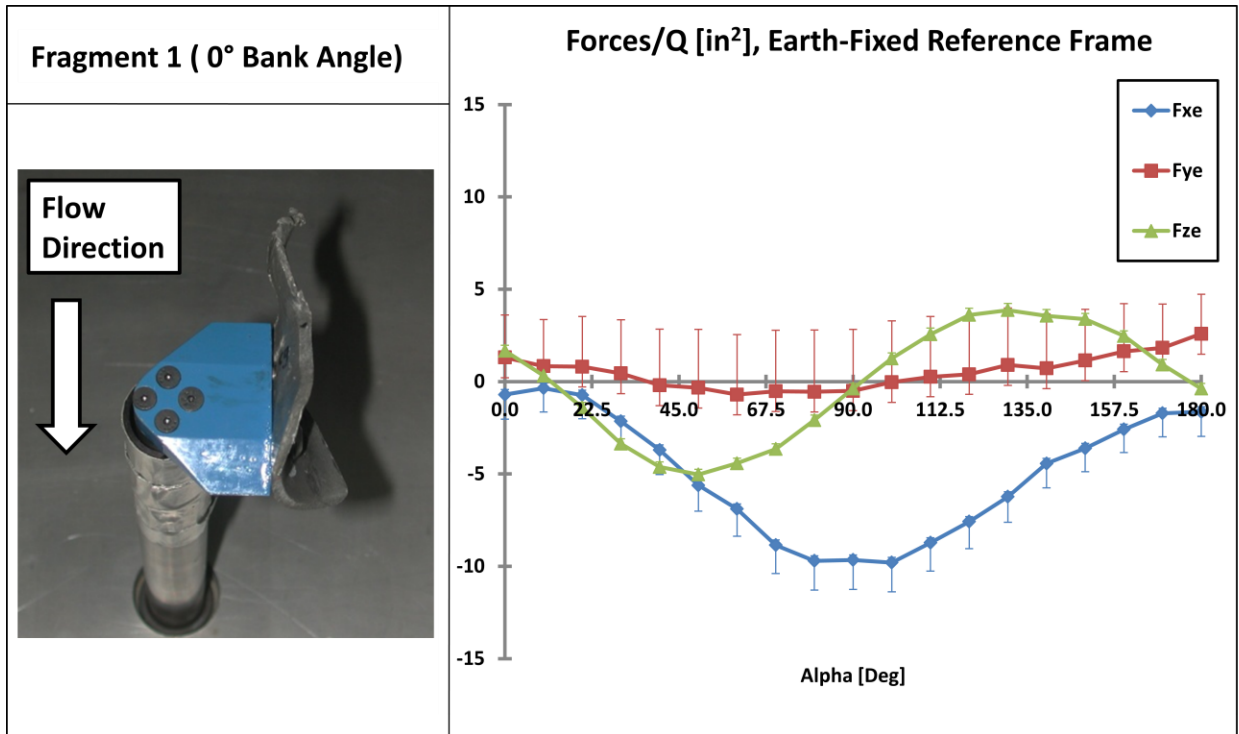 Fragment 1 ( 0° Bank Angle)
Flow
Direction
Forces/Q [in²], Earth-Fixed Reference Frame
15
10
5
0
-5
-10
-15
0.0 22.5 45.0 67.5 90.0 112.5 135.0 157.5 180.0
Alpha [Deg]
Fxe
Fye
Fze